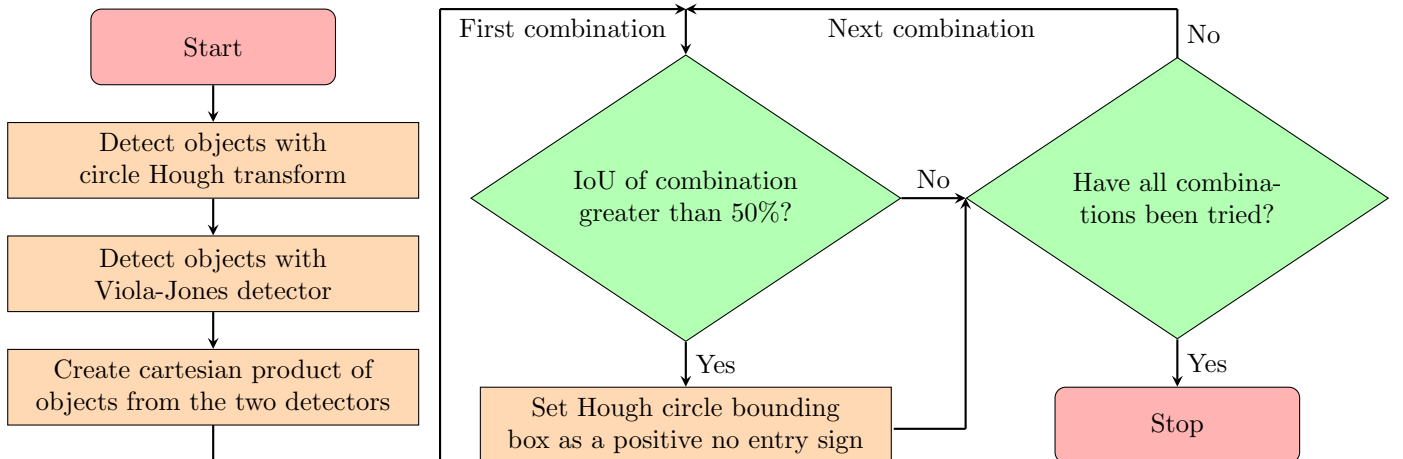 Start
Detect objects with
circle Hough transform
Detect objects with
Viola-Jones detector
Create cartesian product of
objects from the two detectors
First combination
Next combination
No
IoU of combination
greater than 50%?
No
Have all combina-
tions been tried?
Yes
Set Hough circle bounding
box as a positive no entry sign
Yes
Stop